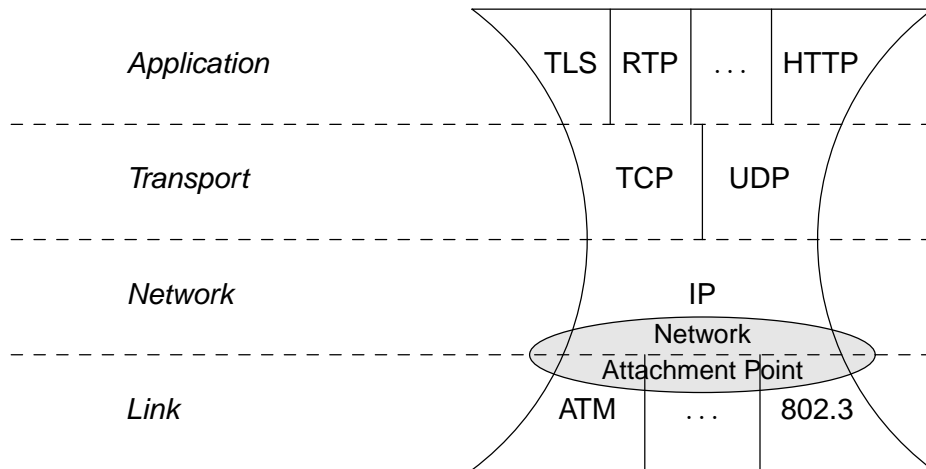 Application TLS RTP ... HTTP
Transport TCP UDP
Network IP
Network
Attachment Point
Link ATM ... 802.3